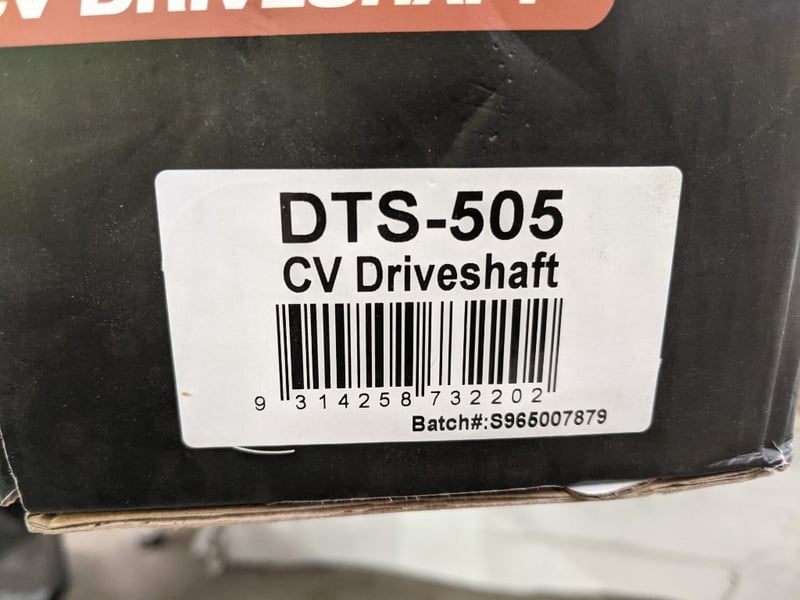 CV DRIVESHAFT
DTS-505
CV Driveshaft
9 314258 732202
Batch#:S965007879